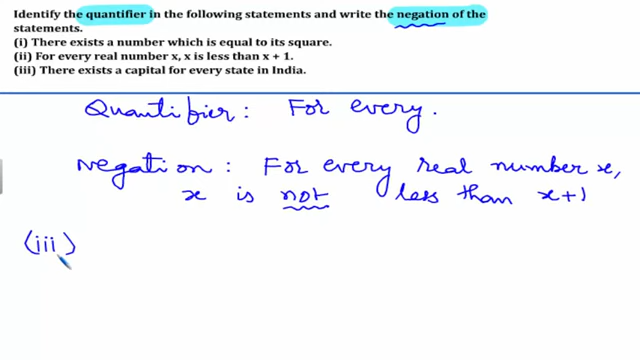 Identify the quantifier in the following statements and write the negation of the
statements.
(i) There exists a number which is equal to its square.
(ii) For every real number x, x is less than x + 1.
(iii) There exists a capital for every state in India.
Quantifier: For every.
Negation: For every real number x,
x is not less than x+1
(iii)